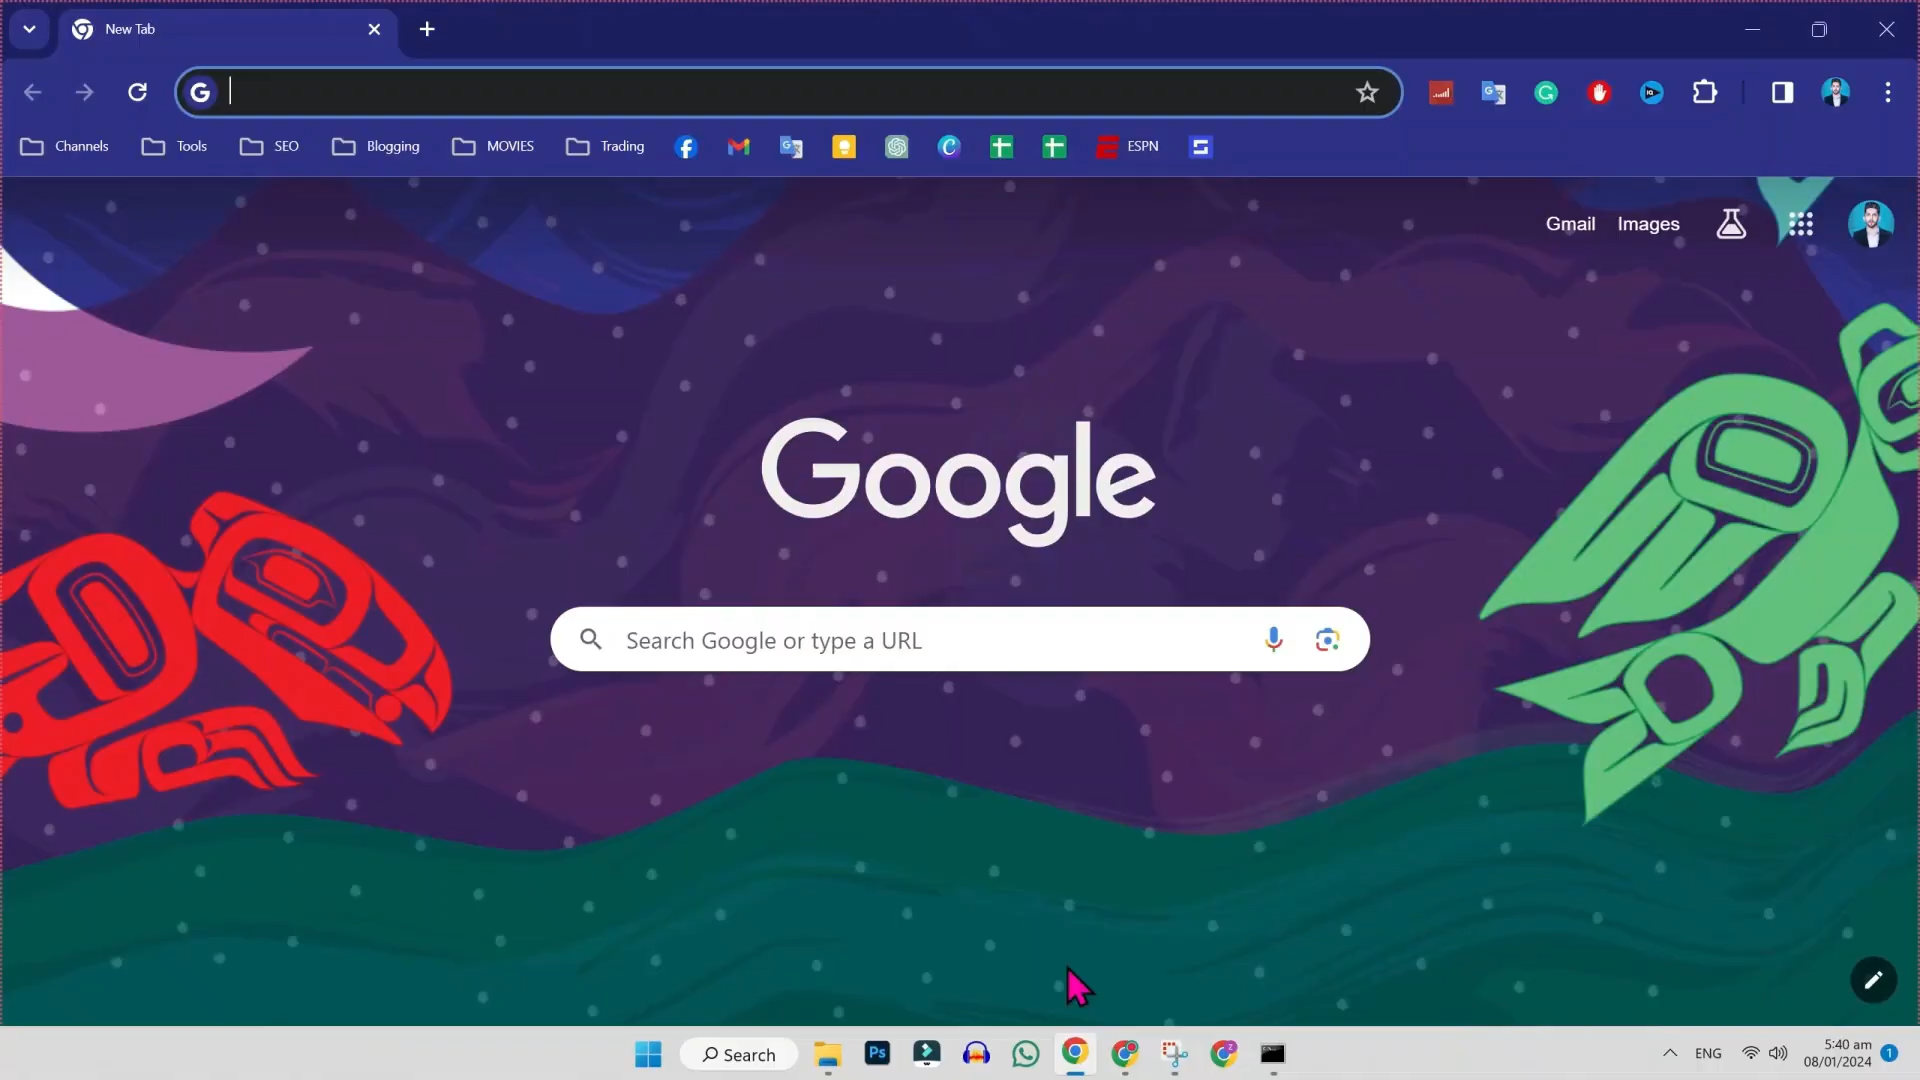 New Tab
Channels
Tools
SEO
Blogging
MOVIES
Trading
ESPN
Gmail
Images
Google
Search Google or type a URL
Search
Ps
ENG
5:40 am
08/01/2024
1